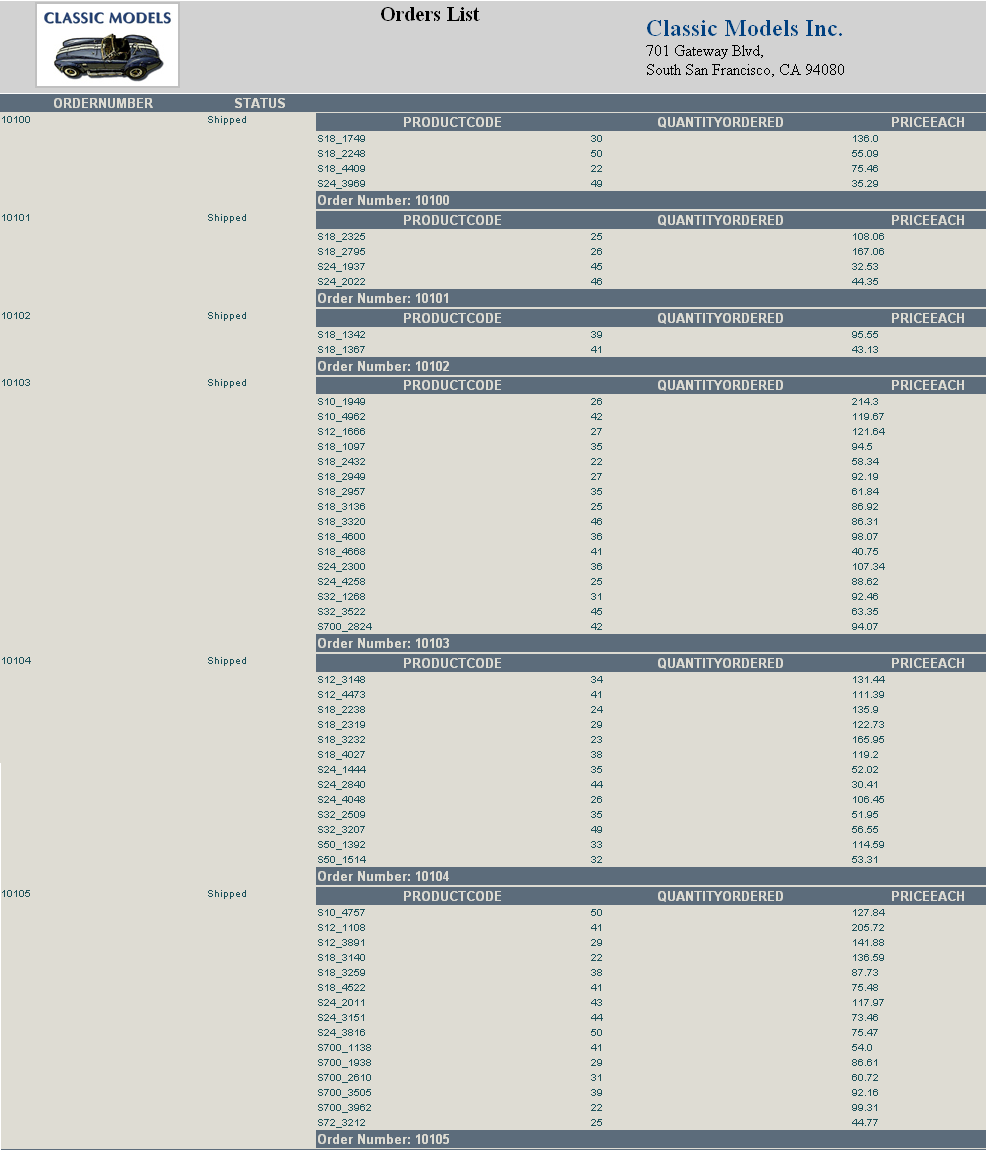 CLASSIC MODELS
Orders List
Classic Models Inc.
701 Gateway Blvd,
South San Francisco, CA 94080
ORDERNUMBER STATUS
10100 Shipped PRODUCTCODE QUANTITYORDERED PRICEEACH
S18_1749 30 136.0
S18_2248 50 55.09
S18_4409 22 75.46
S24_3969 49 35.29
Order Number: 10100
10101 Shipped PRODUCTCODE QUANTITYORDERED PRICEEACH
S18_2325 25 108.06
S18_2795 26 167.06
S24_1937 45 32.53
S24_2022 46 44.35
Order Number: 10101
10102 Shipped PRODUCTCODE QUANTITYORDERED PRICEEACH
S18_1342 39 95.55
S18_1367 41 43.13
Order Number: 10102
10103 Shipped PRODUCTCODE QUANTITYORDERED PRICEEACH
S10_1949 26 214.3
S10_4962 42 119.67
S12_1666 27 121.64
S18_1097 35 94.5
S18_2432 22 58.34
S18_2949 27 92.19
S18_2957 35 61.84
S18_3136 25 86.92
S18_3320 46 86.31
S18_4600 36 98.07
S18_4668 41 40.75
S24_2300 36 107.34
S24_4258 25 88.62
S32_1268 31 92.46
S32_3522 45 63.35
S700_2824 42 94.07
Order Number: 10103
10104 Shipped PRODUCTCODE QUANTITYORDERED PRICEEACH
S12_3148 34 131.44
S12_4473 41 111.39
S18_2238 24 135.9
S18_2319 29 122.73
S18_3232 23 165.95
S18_4027 38 119.2
S24_1444 35 52.02
S24_2840 44 30.41
S24_4048 26 106.45
S32_2509 35 51.95
S32_3207 49 56.55
S50_1392 33 114.59
S50_1514 32 53.31
Order Number: 10104
10105 Shipped PRODUCTCODE QUANTITYORDERED PRICEEACH
S10_4757 50 127.84
S12_1108 41 205.72
S12_3891 29 141.88
S18_3140 22 136.59
S18_3259 38 87.73
S18_4522 41 75.48
S24_2011 43 117.97
S24_3151 44 73.46
S24_3816 50 75.47
S700_1138 41 54.0
S700_1938 29 86.61
S700_2610 31 60.72
S700_3505 39 92.16
S700_3962 22 99.31
S72_3212 25 44.77
Order Number: 10105